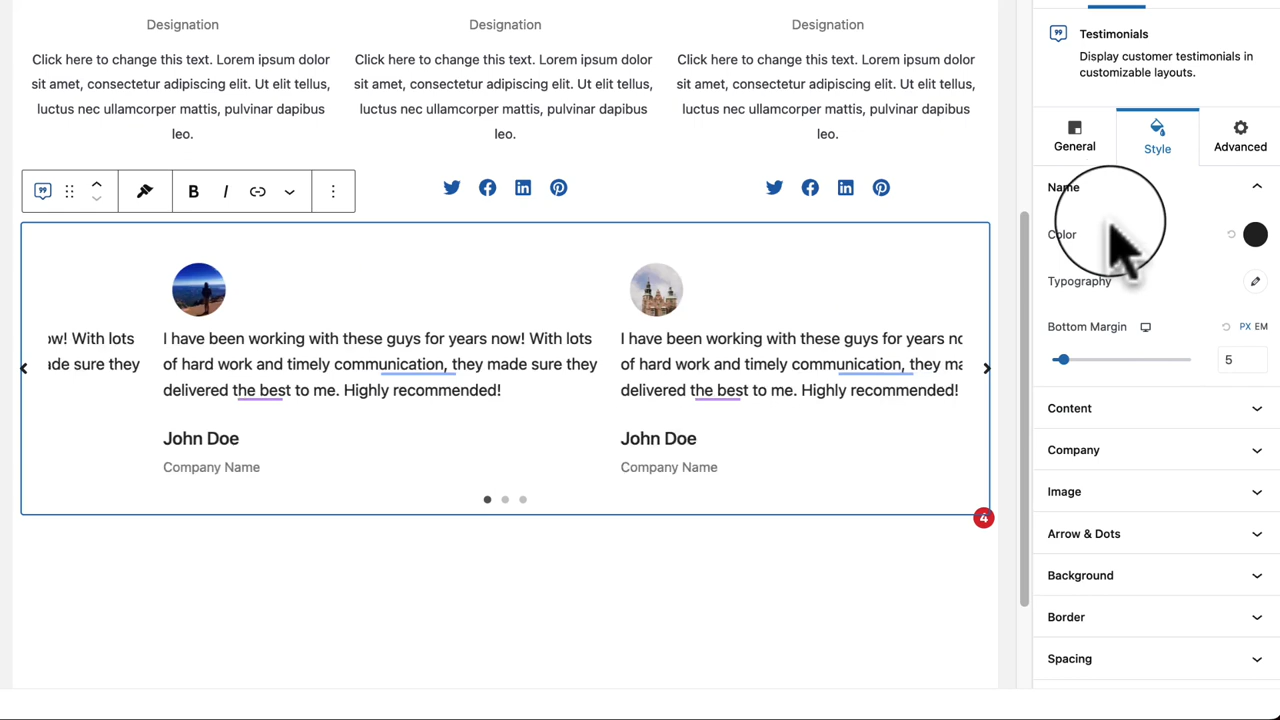 Designation
Designation
Designation
Click here to change this text. Lorem ipsum dolor
sit amet, consectetur adipiscing elit. Ut elit tellus,
luctus nec ullamcorper mattis, pulvinar dapibus
leo.
Click here to change this text. Lorem ipsum dolor
sit amet, consectetur adipiscing elit. Ut elit tellus,
luctus nec ullamcorper mattis, pulvinar dapibus
leo.
Click here to change this text. Lorem ipsum dolor
sit amet, consectetur adipiscing elit. Ut elit tellus,
luctus nec ullamcorper mattis, pulvinar dapibus
leo.
B I
ow! With lots
ade sure they
I have been working with these guys for years now! With lots
of hard work and timely communication, they made sure they
delivered the best to me. Highly recommended!
John Doe
Company Name
I have been working with these guys for years no
of hard work and timely communication, they ma
delivered the best to me. Highly recommended!
John Doe
Company Name
4
Testimonials
Display customer testimonials in
customizable layouts.
General
Style
Advanced
Name
Color
Typography
Bottom Margin PX EM
5
Content
Company
Image
Arrow & Dots
Background
Border
Spacing